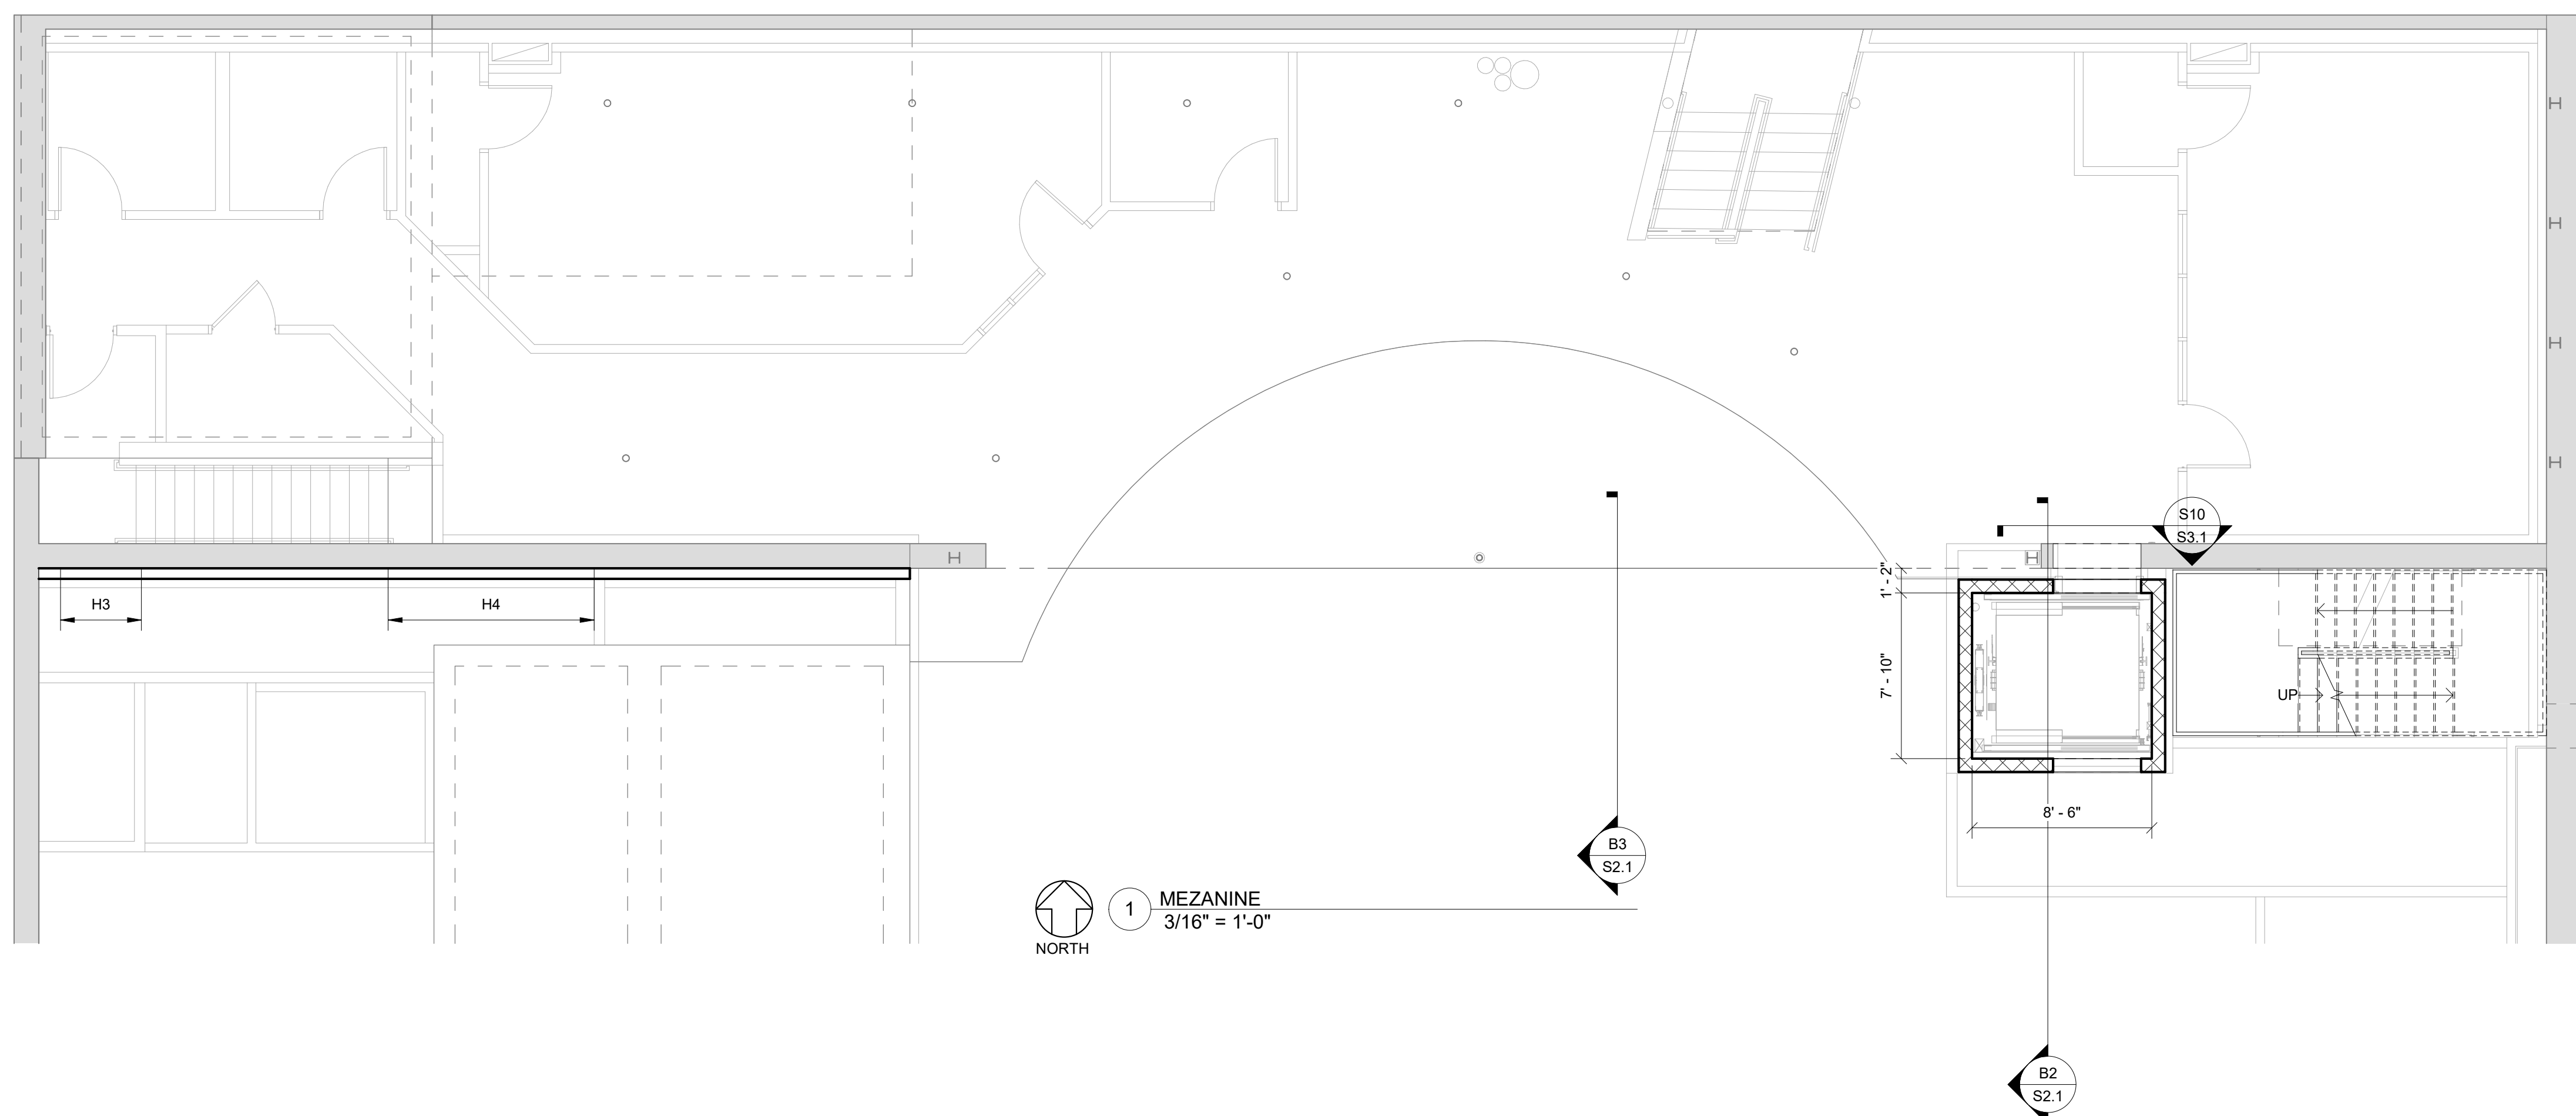 S10
S3.1
1' - 2"
H3
H4
7' - 10"
UP
8' - 6"
B3
S2.1
1
MEZANINE
3/16" = 1'-0"
NORTH
B2
S2.1